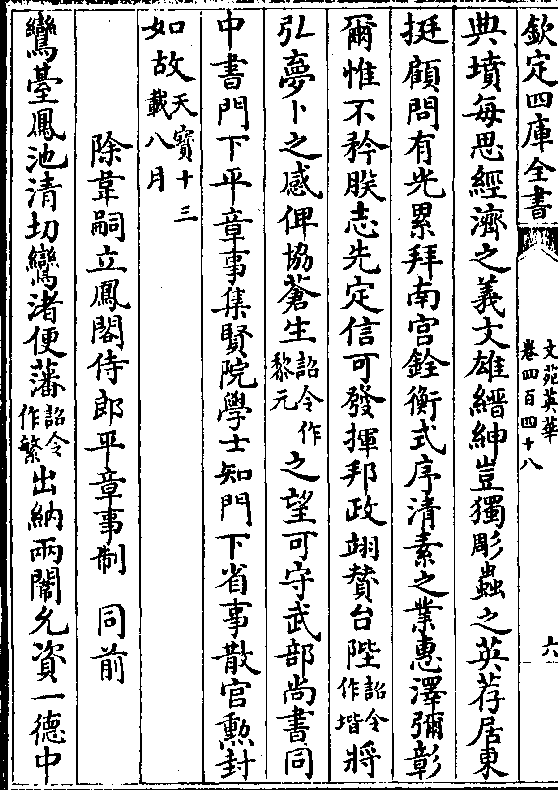 欽定四庫全書
文苑英華
卷四百四十八
六
典墳每思經濟之義丈雄縉紳豈獨彫蟲之英荐居東
挺顧問有光累拜南宮銓衡式序清素之業惠澤彌彰
爾惟不矜朕志先定信可發揮邦政翊賛台陛詔令作堦將
弘夢卜之感俾協蒼生詔令作黎元之望可守武部尚書同
中書門下平章事集賢院學士知門下省事散官勲封
如故天寶十三載八月
除韋嗣立鳳閣侍郎平章事制 同前
鸞臺鳳池清切鸞渚便藩詔令作繁出納兩闈允資一德中